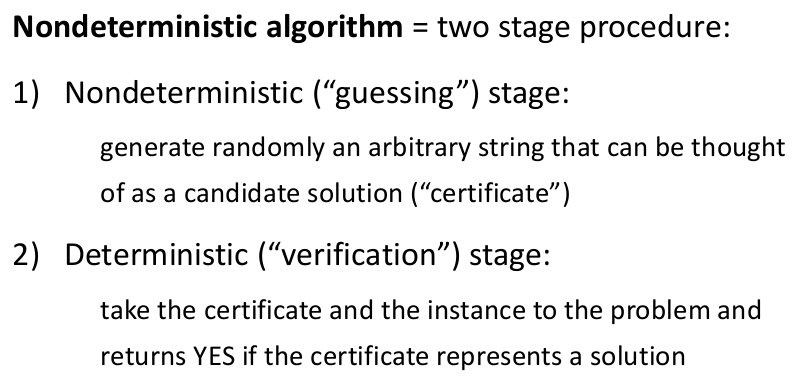 Nondeterministic algorithm = two stage procedure:
1) Nondeterministic (“guessing”) stage:
generate randomly an arbitrary string that can be thought
of as a candidate solution (“certificate”)
2) Deterministic (“verification”) stage:
take the certificate and the instance to the problem and
returns YES if the certificate represents a solution